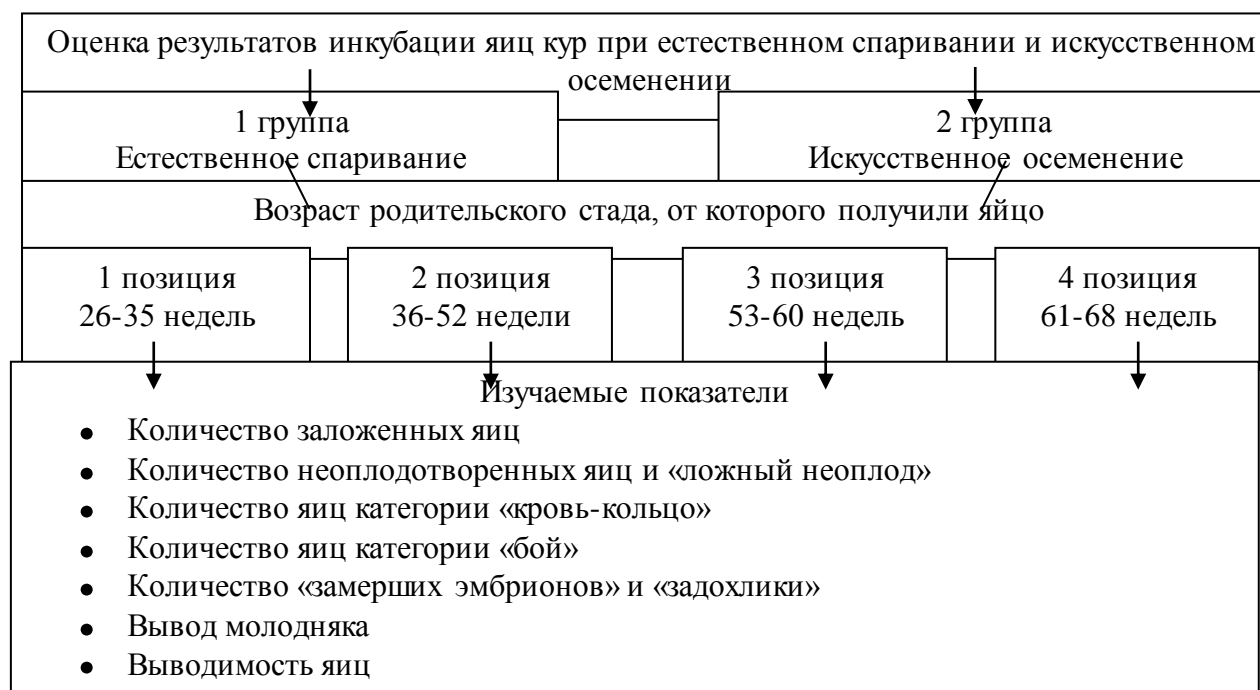 Оценка результатов инкубации яиц кур при естественном спаривании и искусственном
осеменении
1 группа
Естественное спаривание
2 группа
Искусственное осеменение
Возраст родительского стада, от которого получили яйцо
1 позиция
26-35 недель
2 позиция
36-52 недели
3 позиция
53-60 недель
4 позиция
61-68 недель
Изучаемые показатели
● Количество заложенных яиц
● Количество неоплодотворенных яиц и «ложный неоплод»
● Количество яиц категории «кровь-кольцо»
● Количество яиц категории «бой»
● Количество «замерших эмбрионов» и «задохлики»
● Вывод молодняка
● Выводимость яиц